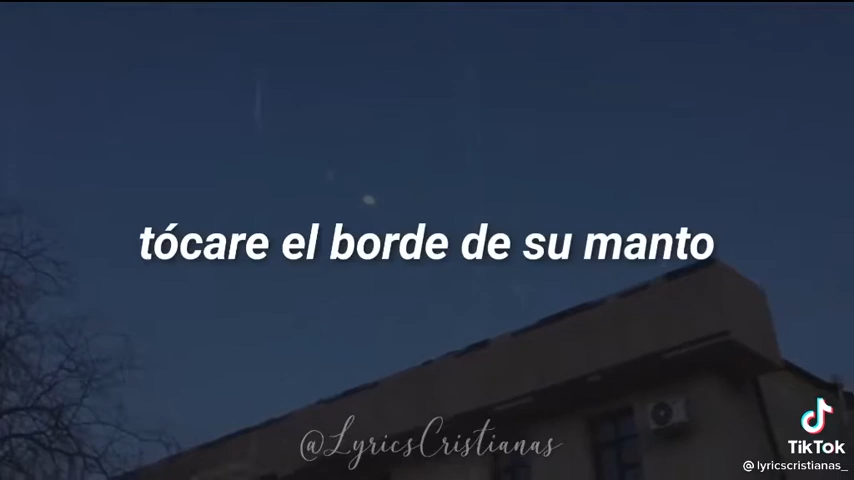 tócare el borde de su manto
@LyricsCristianas
TikTok
@ lyricscristianas_